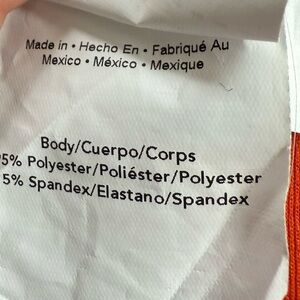 Made in • Hecho En • Fabriqué Au
Mexico • México • Mexique
Body/Cuerpo/Corps
95% Polyester/Poliéster/Polyester
5% Spandex/Elastano/Spandex